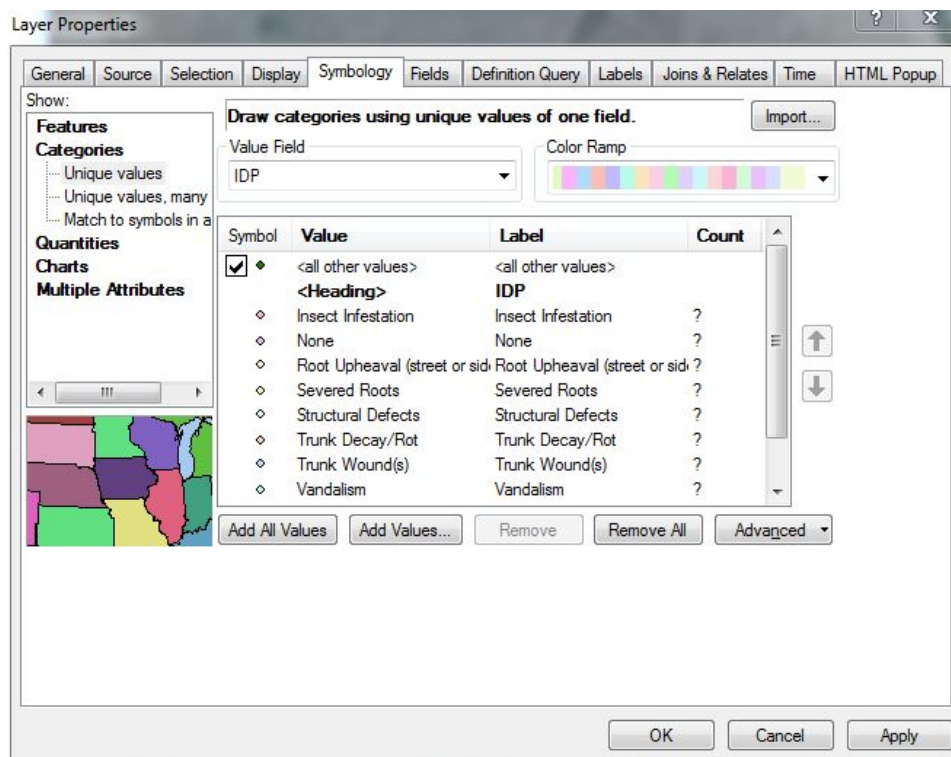 Layer Properties
? X
General Source Selection Display Symbology Fields Definition Query Labels Joins & Relates Time HTML Popup
Show:
Features
Categories
Unique values
Unique values, many
Match to symbols in a
Quantities
Charts
Multiple Attributes
Draw categories using unique values of one field.
Import...
Value Field
IDP
Color Ramp
Symbol Value Label Count
<all other values> <all other values>
<Heading> IDP
Insect Infestation Insect Infestation ?
None None ?
Root Upheaval (street or sid Root Upheaval (street or sid ?
Severed Roots Severed Roots ?
Structural Defects Structural Defects ?
Trunk Decay/Rot Trunk Decay/Rot ?
Trunk Wound(s) Trunk Wound(s) ?
Vandalism Vandalism ?
Add All Values Add Values... Remove Remove All Advanced
OK Cancel Apply